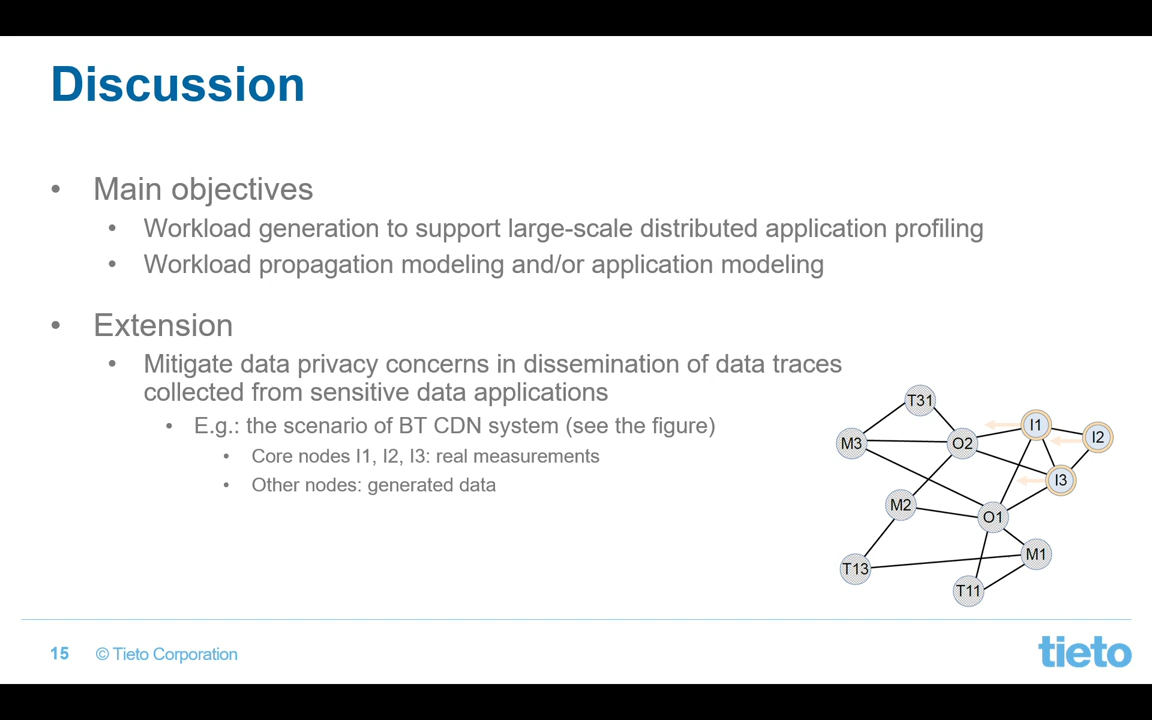 Discussion
• Main objectives
• Workload generation to support large-scale distributed application profiling
• Workload propagation modeling and/or application modeling
• Extension
• Mitigate data privacy concerns in dissemination of data traces
collected from sensitive data applications
• E.g.: the scenario of BT CDN system (see the figure)
• Core nodes I1, I2, I3: real measurements
• Other nodes: generated data
T31
I1
I2
M3
O2
I3
M2
O1
M1
T13
T11
15 © Tieto Corporation
tieto